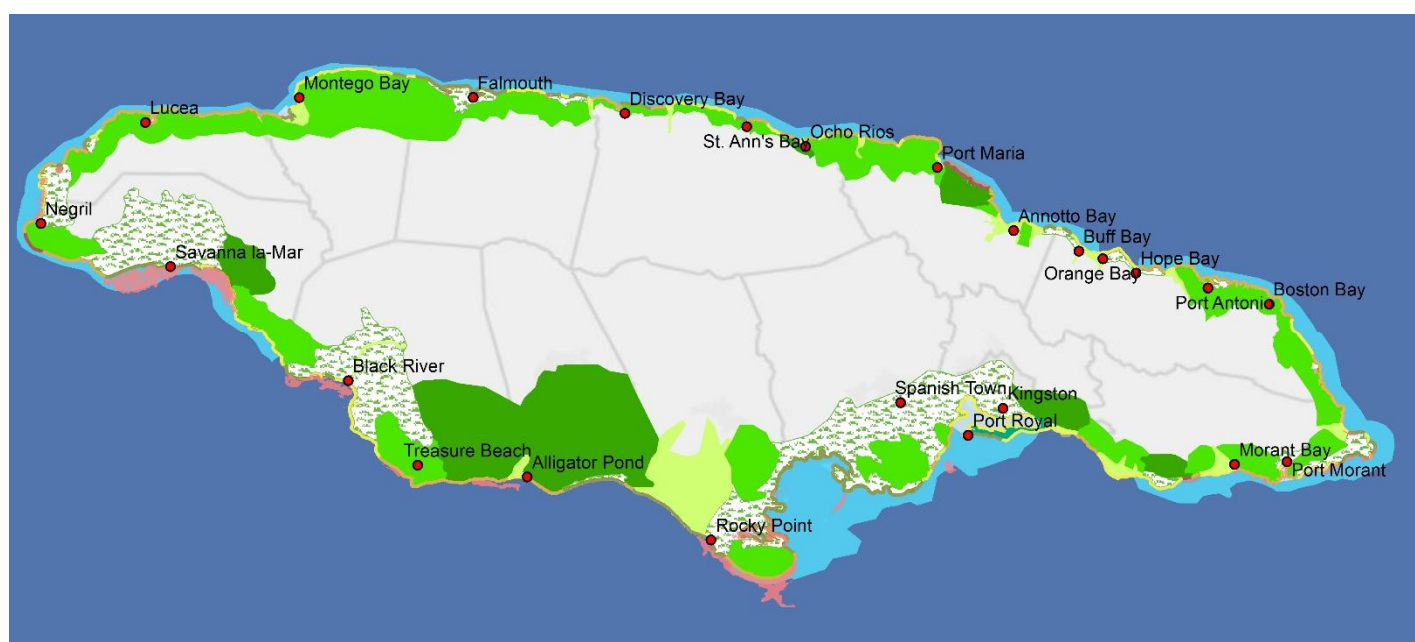 Montego Bay
Falmouth
Lucea
Discovery Bay
St. Ann's Bay
Ocho Rios
Port Maria
Negril
Annotto Bay
Buff Bay
Savanna la-Mar
Hope Bay
Orange Bay
Port Antoni
Boston Bay
Black River
Spanish Town
Kingston
Port Royal
Treasure Beach
Alligator Pond
Morant Bay
Port Morant
Rocky Point